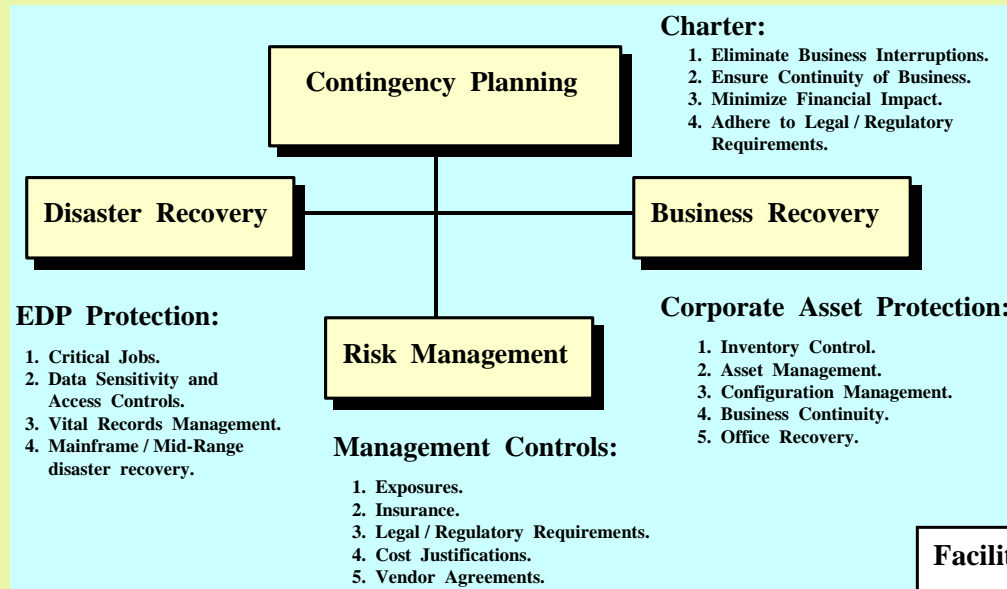 Contingency Planning
Charter:
1. Eliminate Business Interruptions.
2. Ensure Continuity of Business.
3. Minimize Financial Impact.
4. Adhere to Legal / Regulatory
Requirements.
Disaster Recovery
Business Recovery
EDP Protection:
1. Critical Jobs.
2. Data Sensitivity and
Access Controls.
3. Vital Records Management.
4. Mainframe / Mid-Range
disaster recovery.
Risk Management
Corporate Asset Protection:
1. Inventory Control.
2. Asset Management.
3. Configuration Management.
4. Business Continuity.
5. Office Recovery.
Management Controls:
1. Exposures.
2. Insurance.
3. Legal / Regulatory Requirements.
4. Cost Justifications.
5. Vendor Agreements.